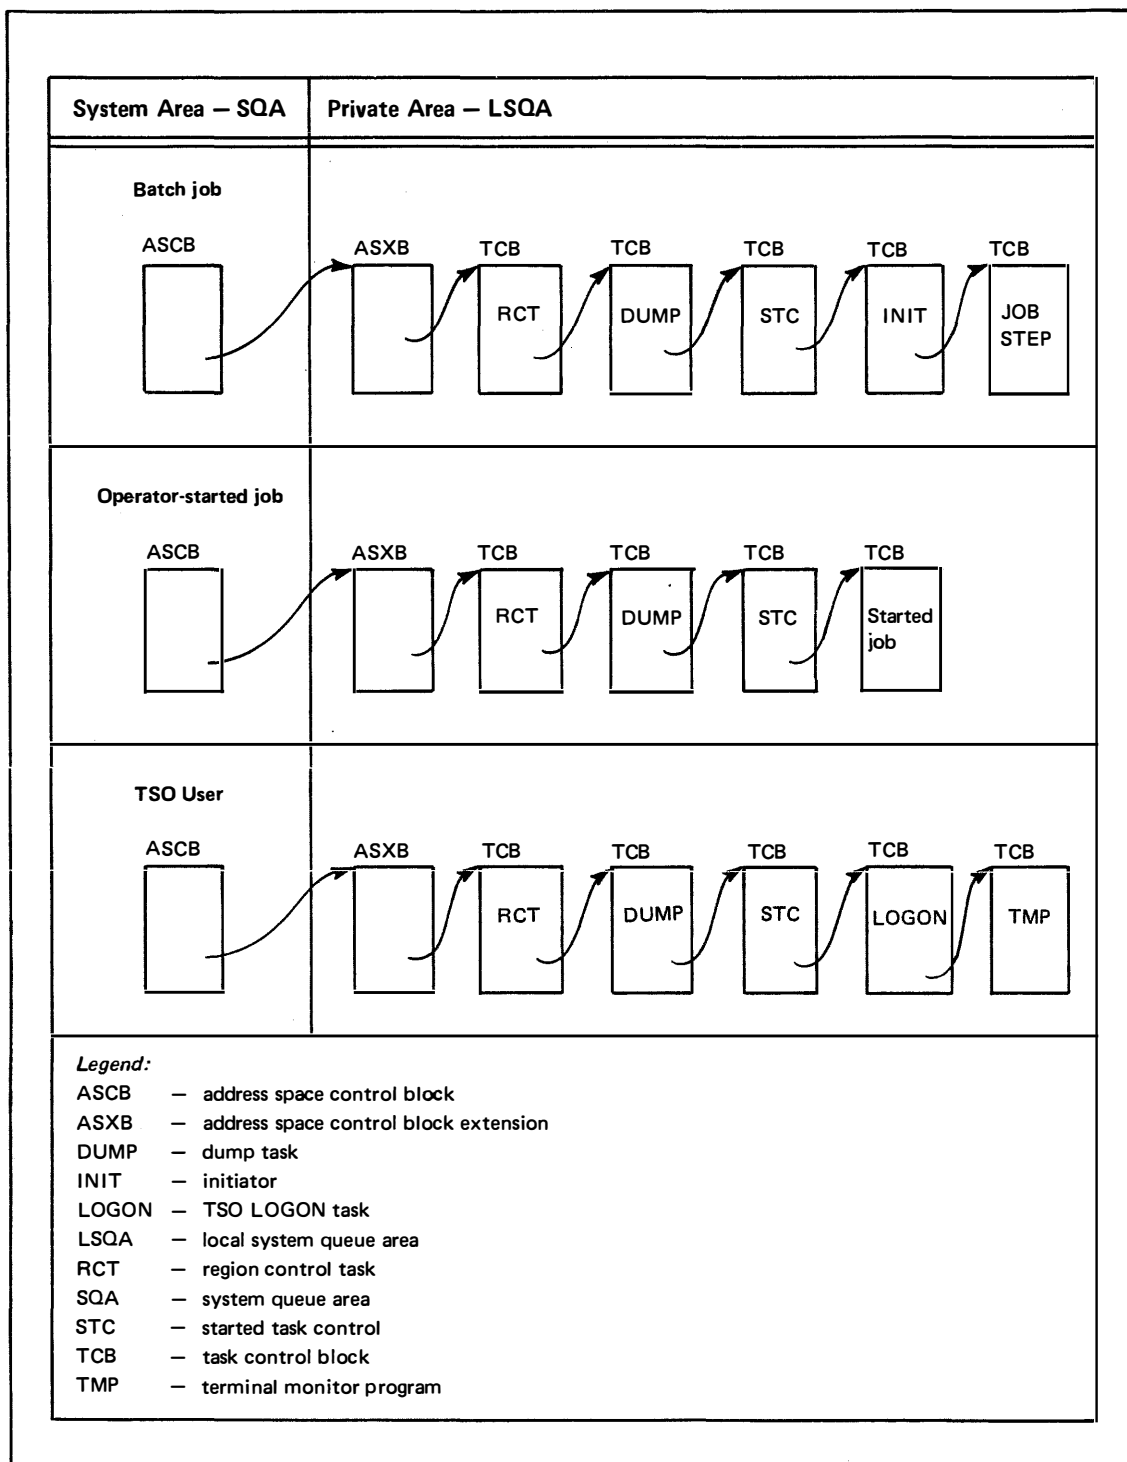 System Area – SQA
Private Area – LSQA
Batch job
ASCB
ASXB
TCB
TCB
TCB
TCB
TCB
RCT
DUMP
STC
INIT
JOB
STEP
Operator-started job
ASCB
ASXB
TCB
TCB
TCB
TCB
RCT
DUMP
STC
Started
job
TSO User
ASCB
ASXB
TCB
TCB
TCB
TCB
TCB
RCT
DUMP
STC
LOGON
TMP
Legend:
ASCB – address space control block
ASXB – address space control block extension
DUMP – dump task
INIT – initiator
LOGON – TSO LOGON task
LSQA – local system queue area
RCT – region control task
SQA – system queue area
STC – started task control
TCB – task control block
TMP – terminal monitor program